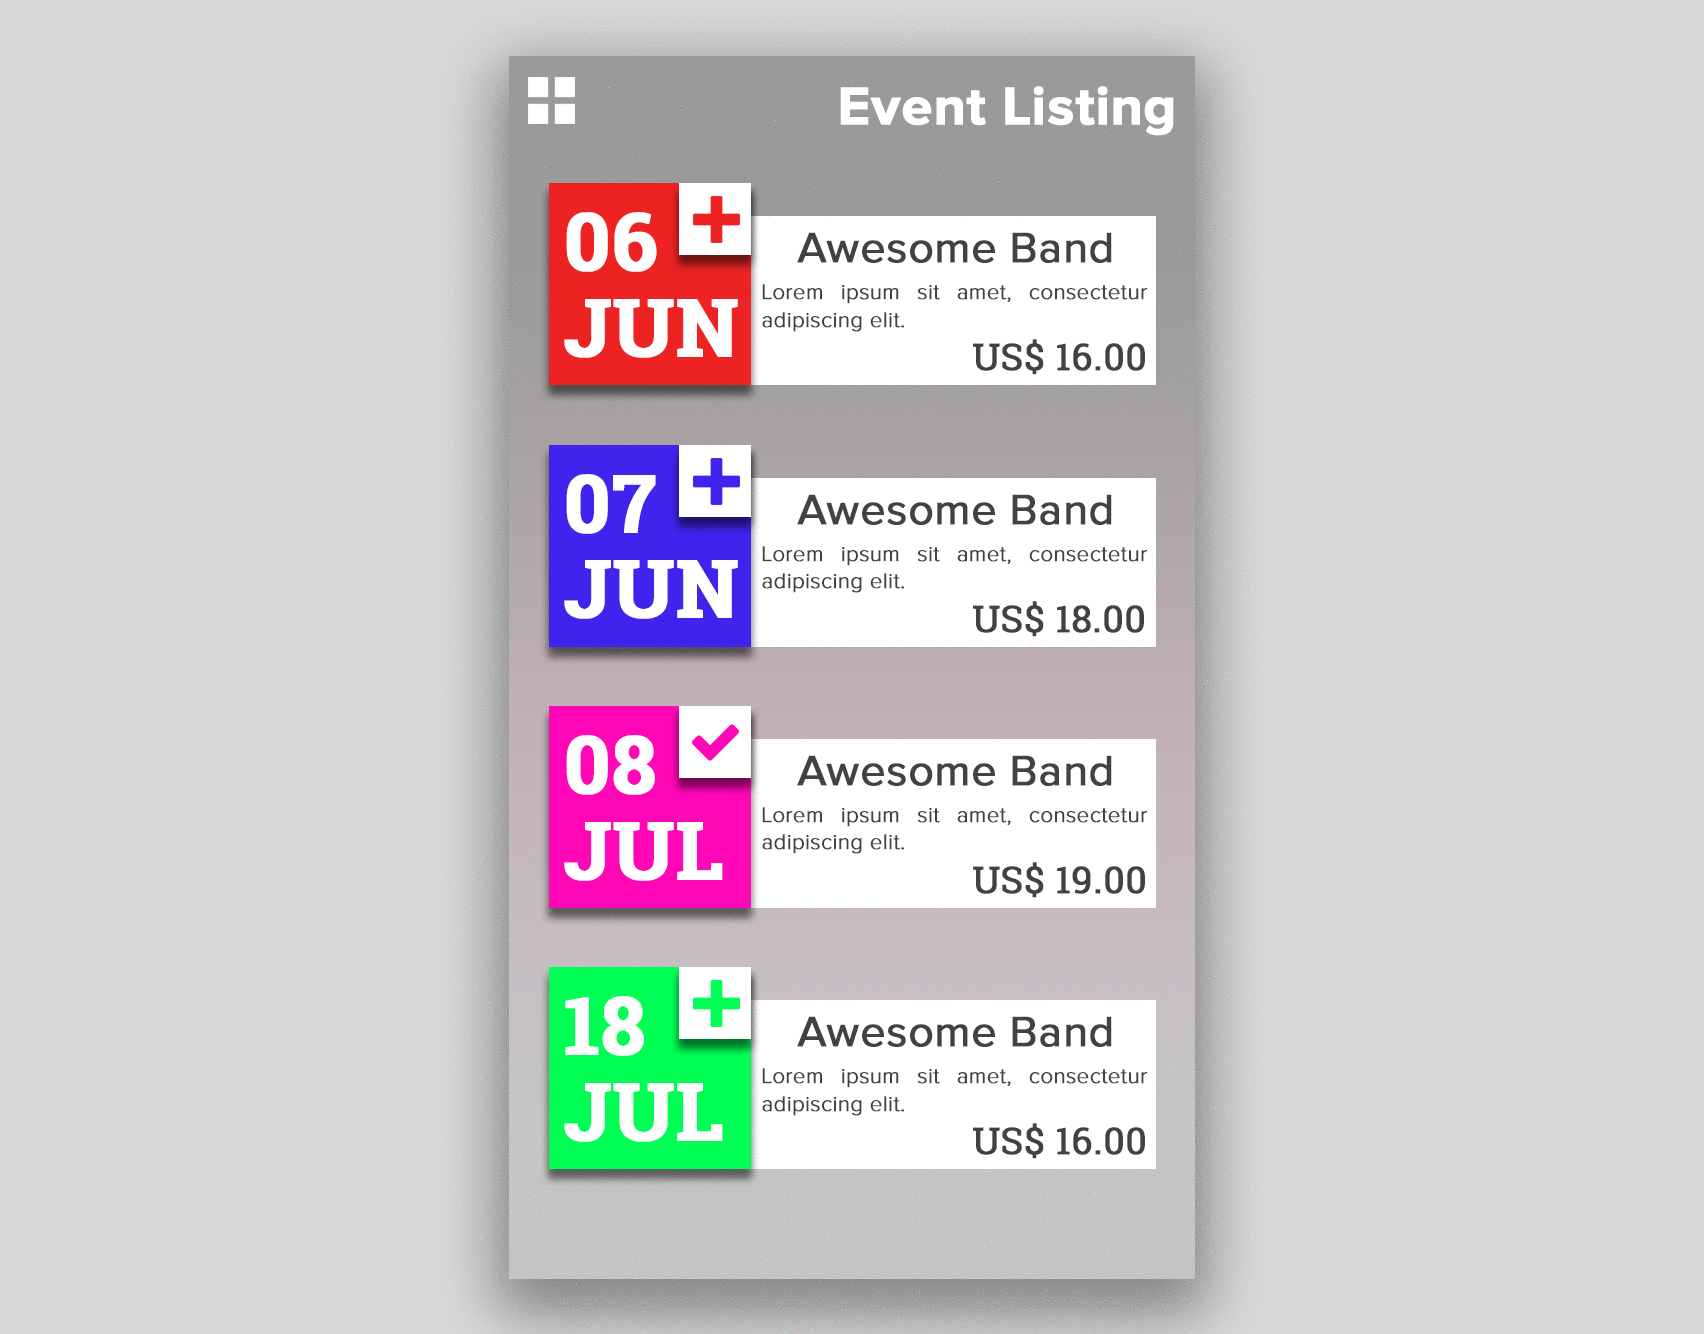 Event Listing
06
JUN
Awesome Band
Lorem ipsum sit amet, consectetur
adipiscing elit.
US$ 16.00
07
JUN
Awesome Band
Lorem ipsum sit amet, consectetur
adipiscing elit.
US$ 18.00
08
JUL
Awesome Band
Lorem ipsum sit amet, consectetur
adipiscing elit.
US$ 19.00
18
JUL
Awesome Band
Lorem ipsum sit amet, consectetur
adipiscing elit.
US$ 16.00